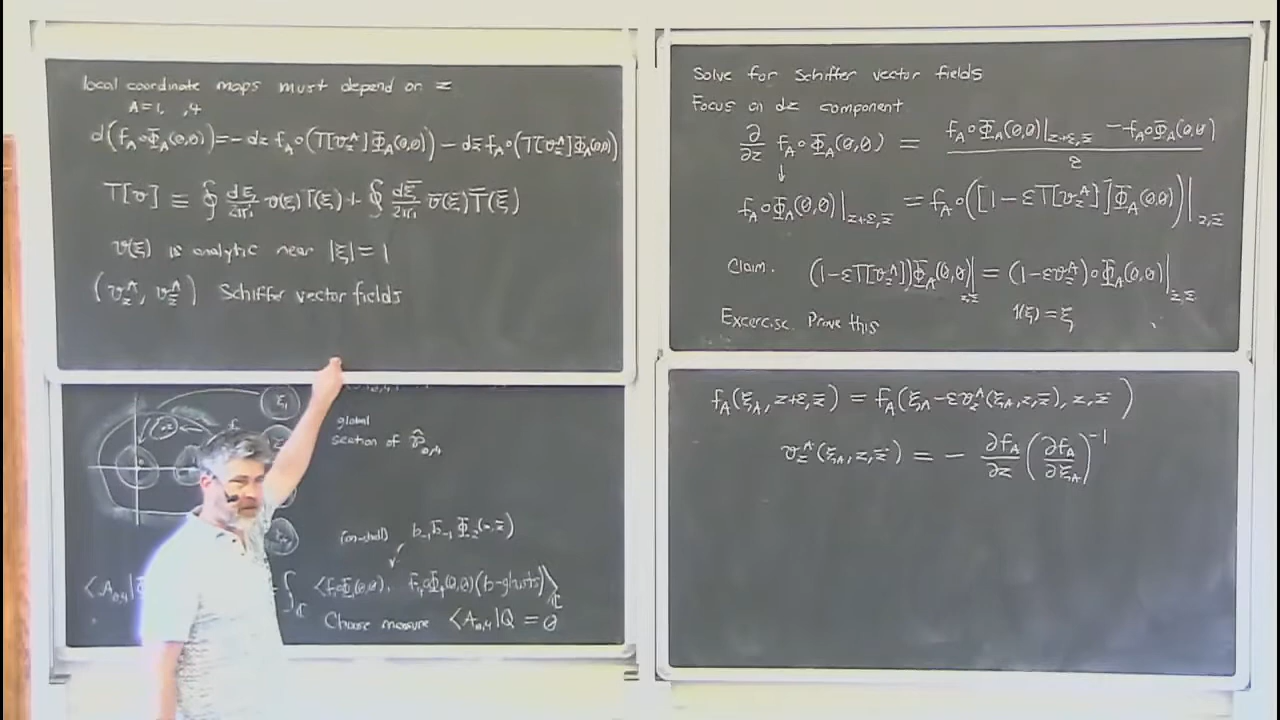 local coordinate maps must depend on z
A=1, ,4
d(f_A∘Φ_A(0,0)) = -dz f_A∘(T[v_z^A]Φ_A(0,0)) - dz̄ f_A∘(T[v_z̄^A]Φ_A(0,0))
T[v] ≡ ∮ dξ/2πi v(ξ)T(ξ) + ∮ dξ̄/2πi v̄(ξ̄)T̄(ξ̄)
v(ξ) is analytic near |ξ|=1
(v_z^A, v_z̄^A) Schiffer vector fields
ξ_1
global
section of P̂_{0,4}
(on-shell) b_{-1} b̄_{-1} Φ_z(z,z̄)
<A_{0,4}| = ∫_ℂ <f_1∘Φ_1(0,0), f_4∘Φ_4(0,0)(b-ghosts)>_ℂ
Choose measure <A_{0,4}|Q = 0
Solve for Schiffer vector fields
Focus on dz component
∂/∂z f_A∘Φ_A(0,0) = (f_A∘Φ_A(0,0)|_{z+ε,z̄} - f_A∘Φ_A(0,0))/ε
↓
f_A∘Φ_A(0,0)|_{z+ε,z̄} = f_A∘([1-εT[v_z^A]]Φ_A(0,0))|_{z,z̄}
Claim. (1-εT[v_z^A])Φ_A(0,0)|_{z,z̄} = (1-εv_z^A)∘Φ_A(0,0)|_{z,z̄}
Excercise. Prove this 1(ξ)=ξ
f_A(ξ_A, z+ε, z̄) = f_A(ξ_A-εv_z^A(ξ_A,z,z̄), z, z̄)
v_z^A(ξ_A,z,z̄) = - ∂f_A/∂z (∂f_A/∂ξ_A)^{-1}